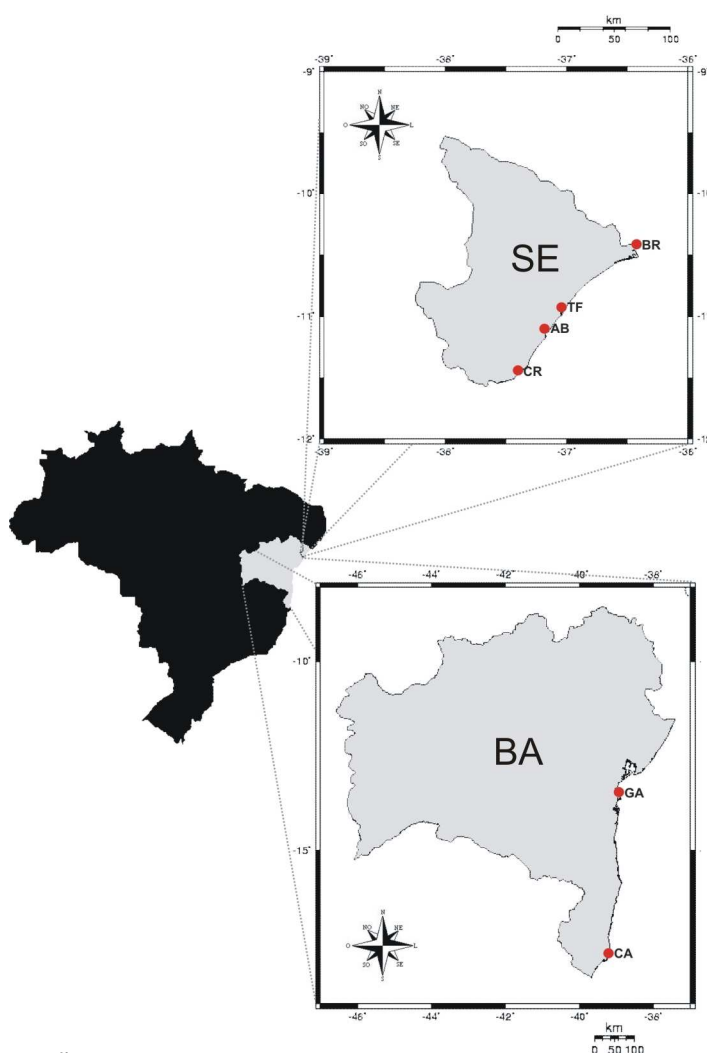 km
0 50 100
-39° -38° -37° -36°
-9°
-10°
-11°
-12°
N
NO NE
O L
SO SE
S
SE
BR
TF
AB
CR
-39° -38° -37° -36°
-46° -44° -42° -40° -38°
-10°
-15°
BA
GA
CA
N
NO NE
O L
SO SE
S
-46° -44° -42° -40° -38°
km
0 50 100